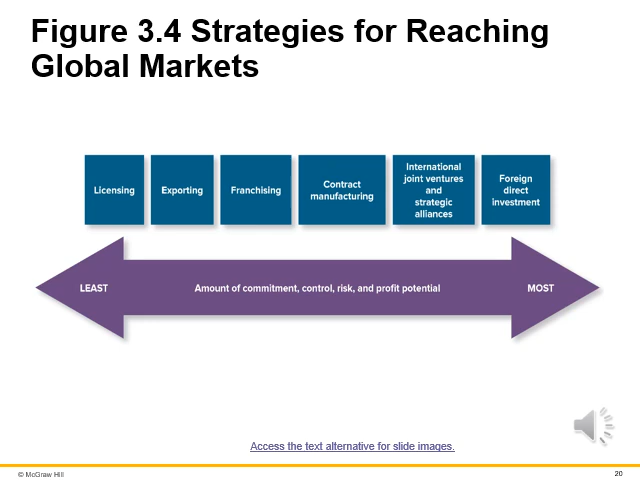 Figure 3.4 Strategies for Reaching
Global Markets
Licensing
Exporting
Franchising
Contract
manufacturing
International
joint ventures
and
strategic
alliances
Foreign
direct
investment
LEAST
Amount of commitment, control, risk, and profit potential
MOST
Access the text alternative for slide images.
© McGraw Hill
20